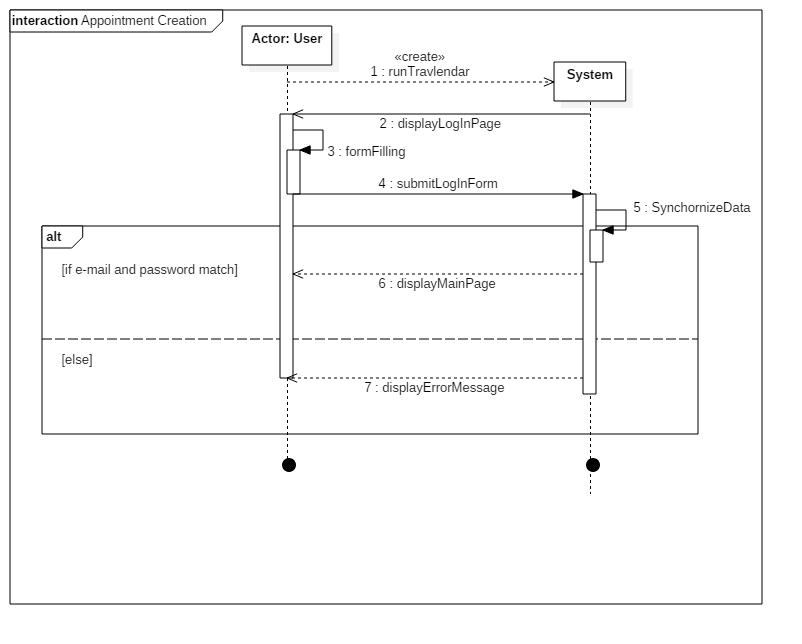 interaction Appointment Creation
Actor: User
«create»
1 : runTravlendar
System
2 : displayLogInPage
3 : formFilling
4 : submitLogInForm
5 : SynchornizeData
alt
[if e-mail and password match]
6 : displayMainPage
[else]
7 : displayErrorMessage